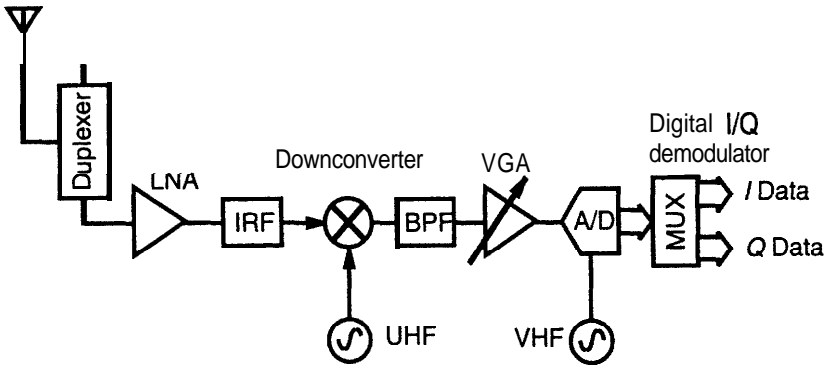 Digital I/Q
demodulator
Downconverter
VGA
Duplexer
LNA
I Data
IRF
BPF
A/D
MUX
Q Data
UHF
VHF